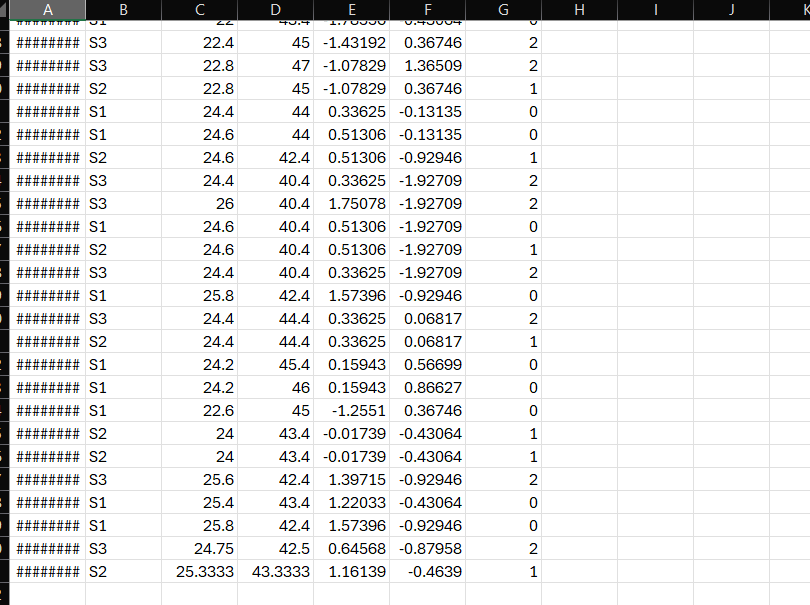 A B C D E F G H I J K
######## S3 22.4 45 -1.43192 0.36746 2
######## S3 22.8 47 -1.07829 1.36509 2
######## S2 22.8 45 -1.07829 0.36746 1
######## S1 24.4 44 0.33625 -0.13135 0
######## S1 24.6 44 0.51306 -0.13135 0
######## S2 24.6 42.4 0.51306 -0.92946 1
######## S3 24.4 40.4 0.33625 -1.92709 2
######## S3 26 40.4 1.75078 -1.92709 2
######## S1 24.6 40.4 0.51306 -1.92709 0
######## S2 24.6 40.4 0.51306 -1.92709 1
######## S3 24.4 40.4 0.33625 -1.92709 2
######## S1 25.8 42.4 1.57396 -0.92946 0
######## S3 24.4 44.4 0.33625 0.06817 2
######## S2 24.4 44.4 0.33625 0.06817 1
######## S1 24.2 45.4 0.15943 0.56699 0
######## S1 24.2 46 0.15943 0.86627 0
######## S1 22.6 45 -1.2551 0.36746 0
######## S2 24 43.4 -0.01739 -0.43064 1
######## S2 24 43.4 -0.01739 -0.43064 1
######## S3 25.6 42.4 1.39715 -0.92946 2
######## S1 25.4 43.4 1.22033 -0.43064 0
######## S1 25.8 42.4 1.57396 -0.92946 0
######## S3 24.75 42.5 0.64568 -0.87958 2
######## S2 25.3333 43.3333 1.16139 -0.4639 1